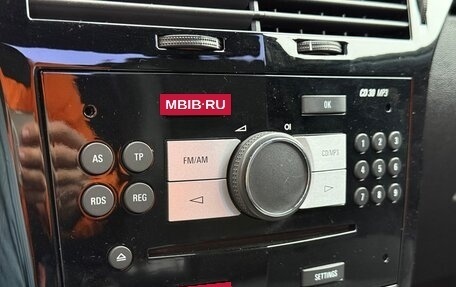 MBIB·RU
CD 30 MP3
OK
AS
TP
FM/AM
CD/MP3
1 2 3
4 5 6
7 8 9
RDS
REG
SETTINGS